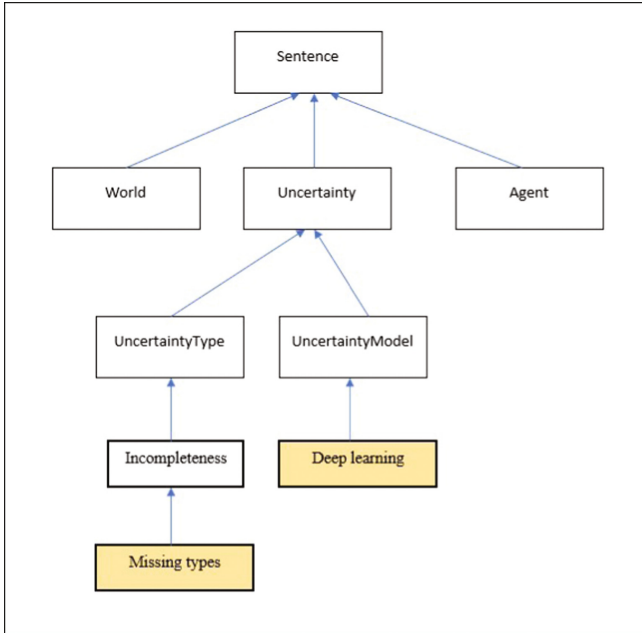 Sentence
World
Uncertainty
Agent
UncertaintyType
UncertaintyModel
Incompleteness
Deep learning
Missing types